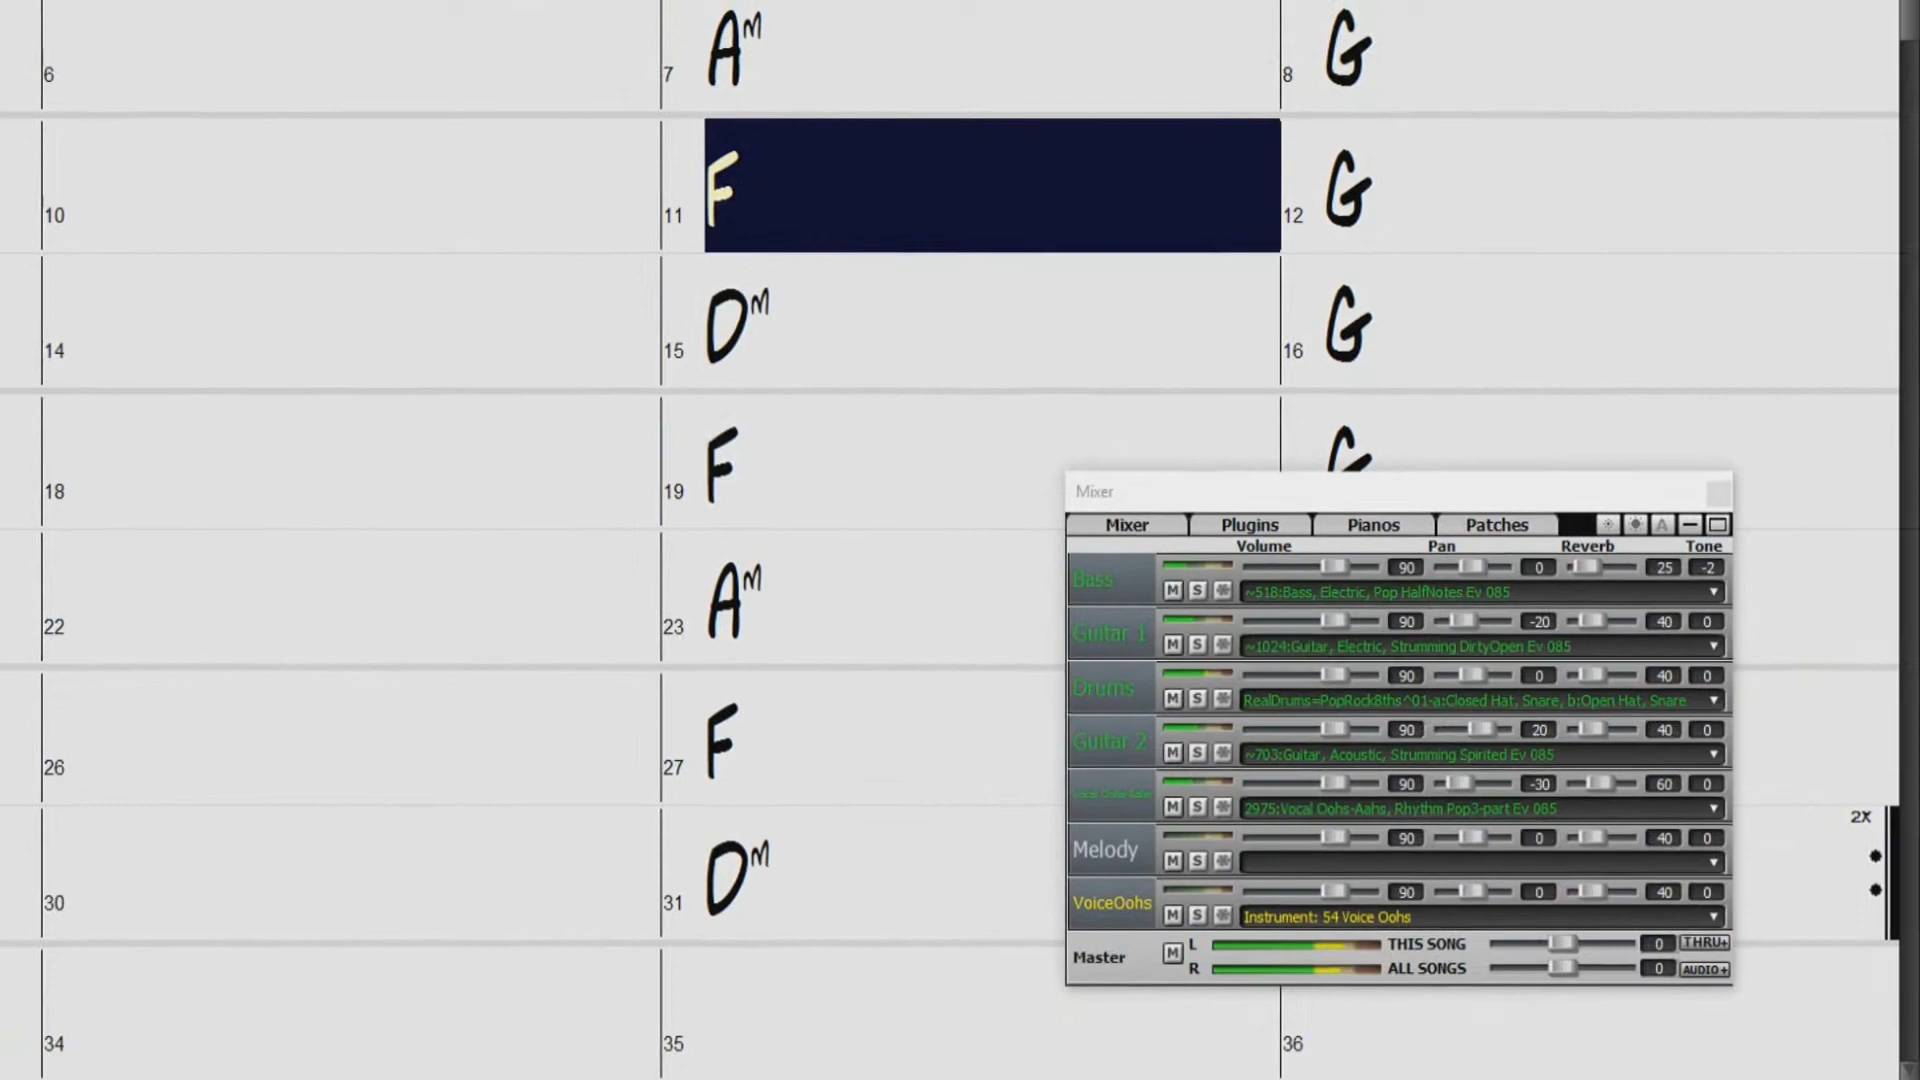 6 7 Am 8 G
10 11 F 12 G
14 15 Dm 16 G
18 19 F G
Mixer
Mixer Plugins Pianos Patches A
Volume Pan Reverb Tone
Bass 90 0 25 -2
M S ~518:Bass, Electric, Pop HalfNotes Ev 085
22 23 Am
Guitar 1 90 -20 40 0
M S ~1024:Guitar, Electric, Strumming DirtyOpen Ev 085
Drums 90 0 40 0
M S RealDrums=PopRock8ths^01-a:Closed Hat, Snare, b:Open Hat, Snare
26 27 F
Guitar 2 90 20 40 0
M S ~703:Guitar, Acoustic, Strumming Spirited Ev 085
90 -30 60 0
M S 2975:Vocal Oohs-Aahs, Rhythm Pop3-part Ev 085
2X
30 31 Dm
Melody 90 0 40 0
M S
VoiceOohs 90 0 40 0
M S Instrument: 54 Voice Oohs
Master M L THIS SONG 0 THRU+
R ALL SONGS 0 AUDIO+
34 35 36